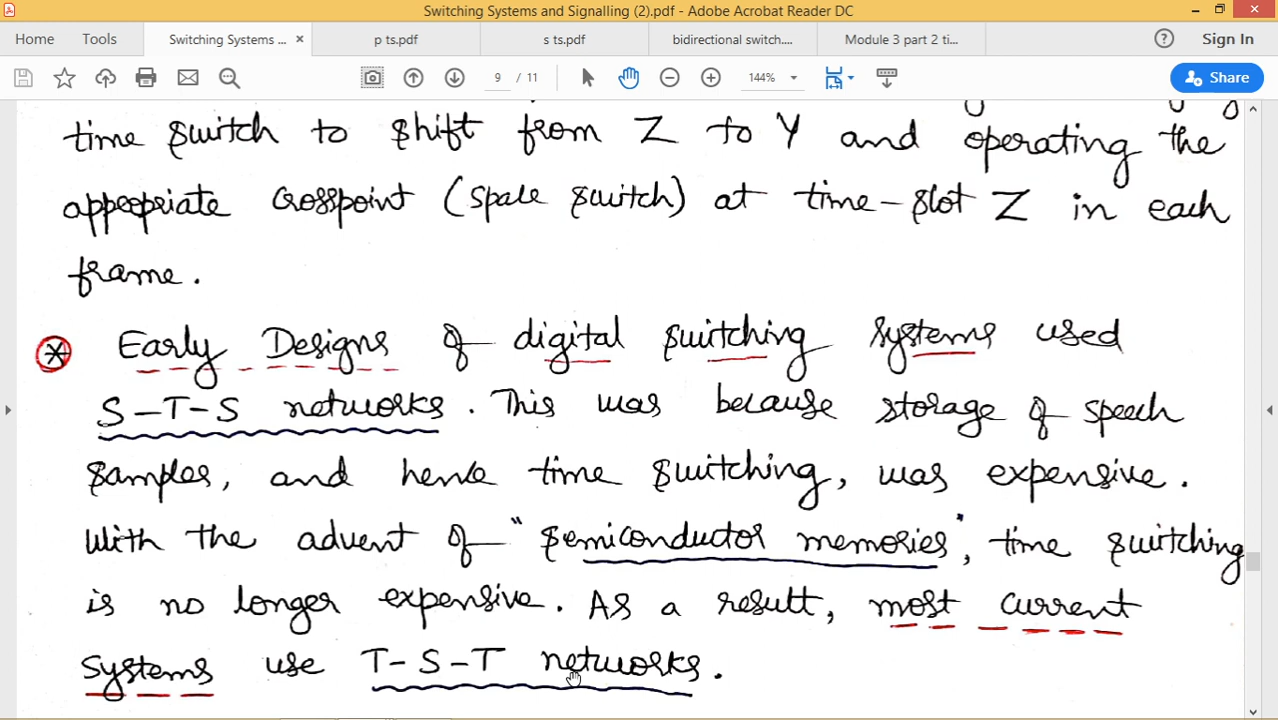 Switching Systems and Signalling (2).pdf - Adobe Acrobat Reader DC
Home Tools Switching Systems ... × p ts.pdf s ts.pdf bidirectional switch.... Module 3 part 2 ti... Sign In
9 / 11 144% Share
time switch to shift from Z to Y and operating the
appropriate crosspoint (space switch) at time-slot Z in each
frame.
* Early Designs of digital switching systems used
S-T-S networks. This was because storage of speech
samples, and hence time switching, was expensive.
With the advent of "semiconductor memories", time switching
is no longer expensive. As a result, most current
systems use T-S-T networks.